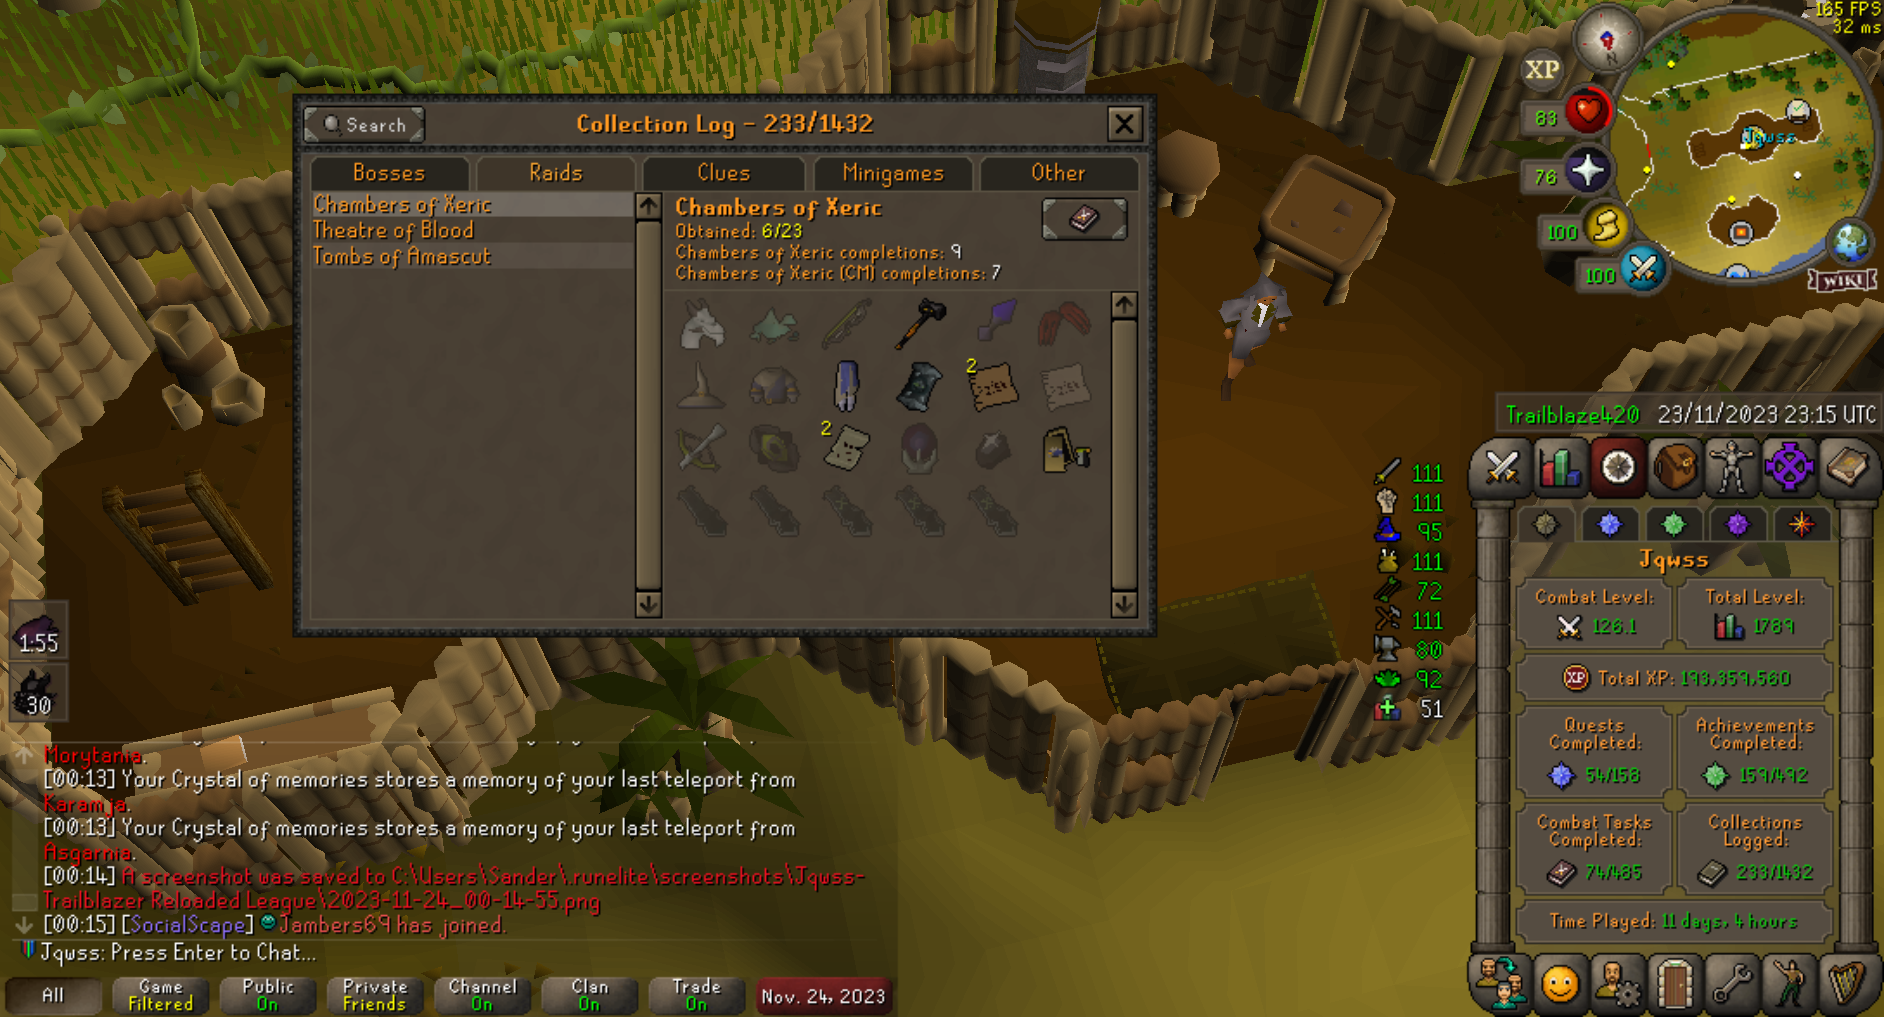 165 FPS
32 ms
Search
Collection Log - 233/1432
Bosses
Raids
Clues
Minigames
Other
Chambers of Xeric
Theatre of Blood
Tombs of Amascut
Chambers of Xeric
Obtained: 6/23
Chambers of Xeric completions: 9
Chambers of Xeric (CM) completions: 7
2
2
XP
N
83
76
100
100
Jqwss
WIKI
Trailblaze420 23/11/2023 23:15 UTC
111
111
95
111
72
111
80
92
51
Jqwss
Combat Level:
126.1
Total Level:
1789
XP Total XP: 193,359,560
Quests
Completed:
54/158
Achievements
Completed:
159/492
Combat Tasks
Completed:
74/485
Collections
Logged:
233/1432
Time Played: 11 days, 4 hours
1:55
30
Morytania.
[00:13] Your Crystal of memories stores a memory of your last teleport from
Karamja.
[00:13] Your Crystal of memories stores a memory of your last teleport from
Asgarnia.
[00:14] A screenshot was saved to C:\Users\Sander\.runelite\screenshots\Jqwss-
Trailblazer Reloaded League\2023-11-24_00-14-55.png
[00:15] [SocialScape] Jambers69 has joined.
Jqwss: Press Enter to Chat...
All
Game
Filtered
Public
On
Private
Friends
Channel
On
Clan
On
Trade
On
Nov. 24, 2023